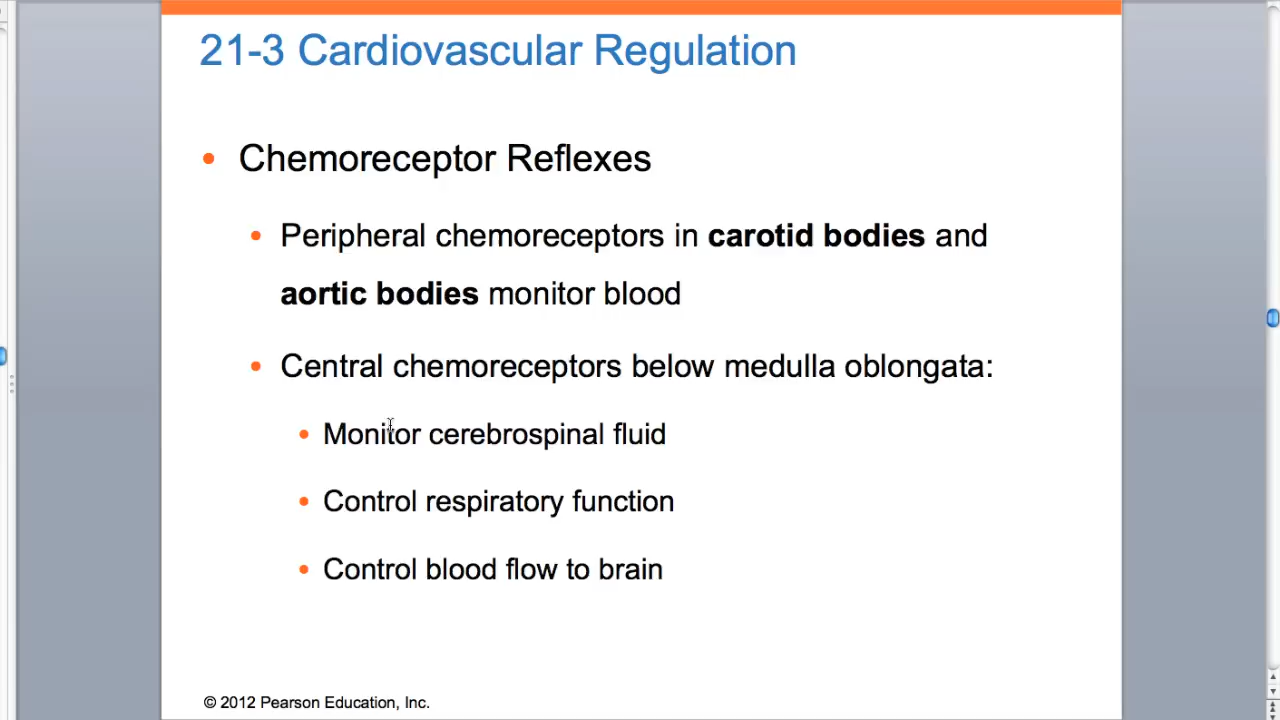 21-3 Cardiovascular Regulation
• Chemoreceptor Reflexes
• Peripheral chemoreceptors in carotid bodies and
aortic bodies monitor blood
• Central chemoreceptors below medulla oblongata:
• Monitor cerebrospinal fluid
• Control respiratory function
• Control blood flow to brain
© 2012 Pearson Education, Inc.